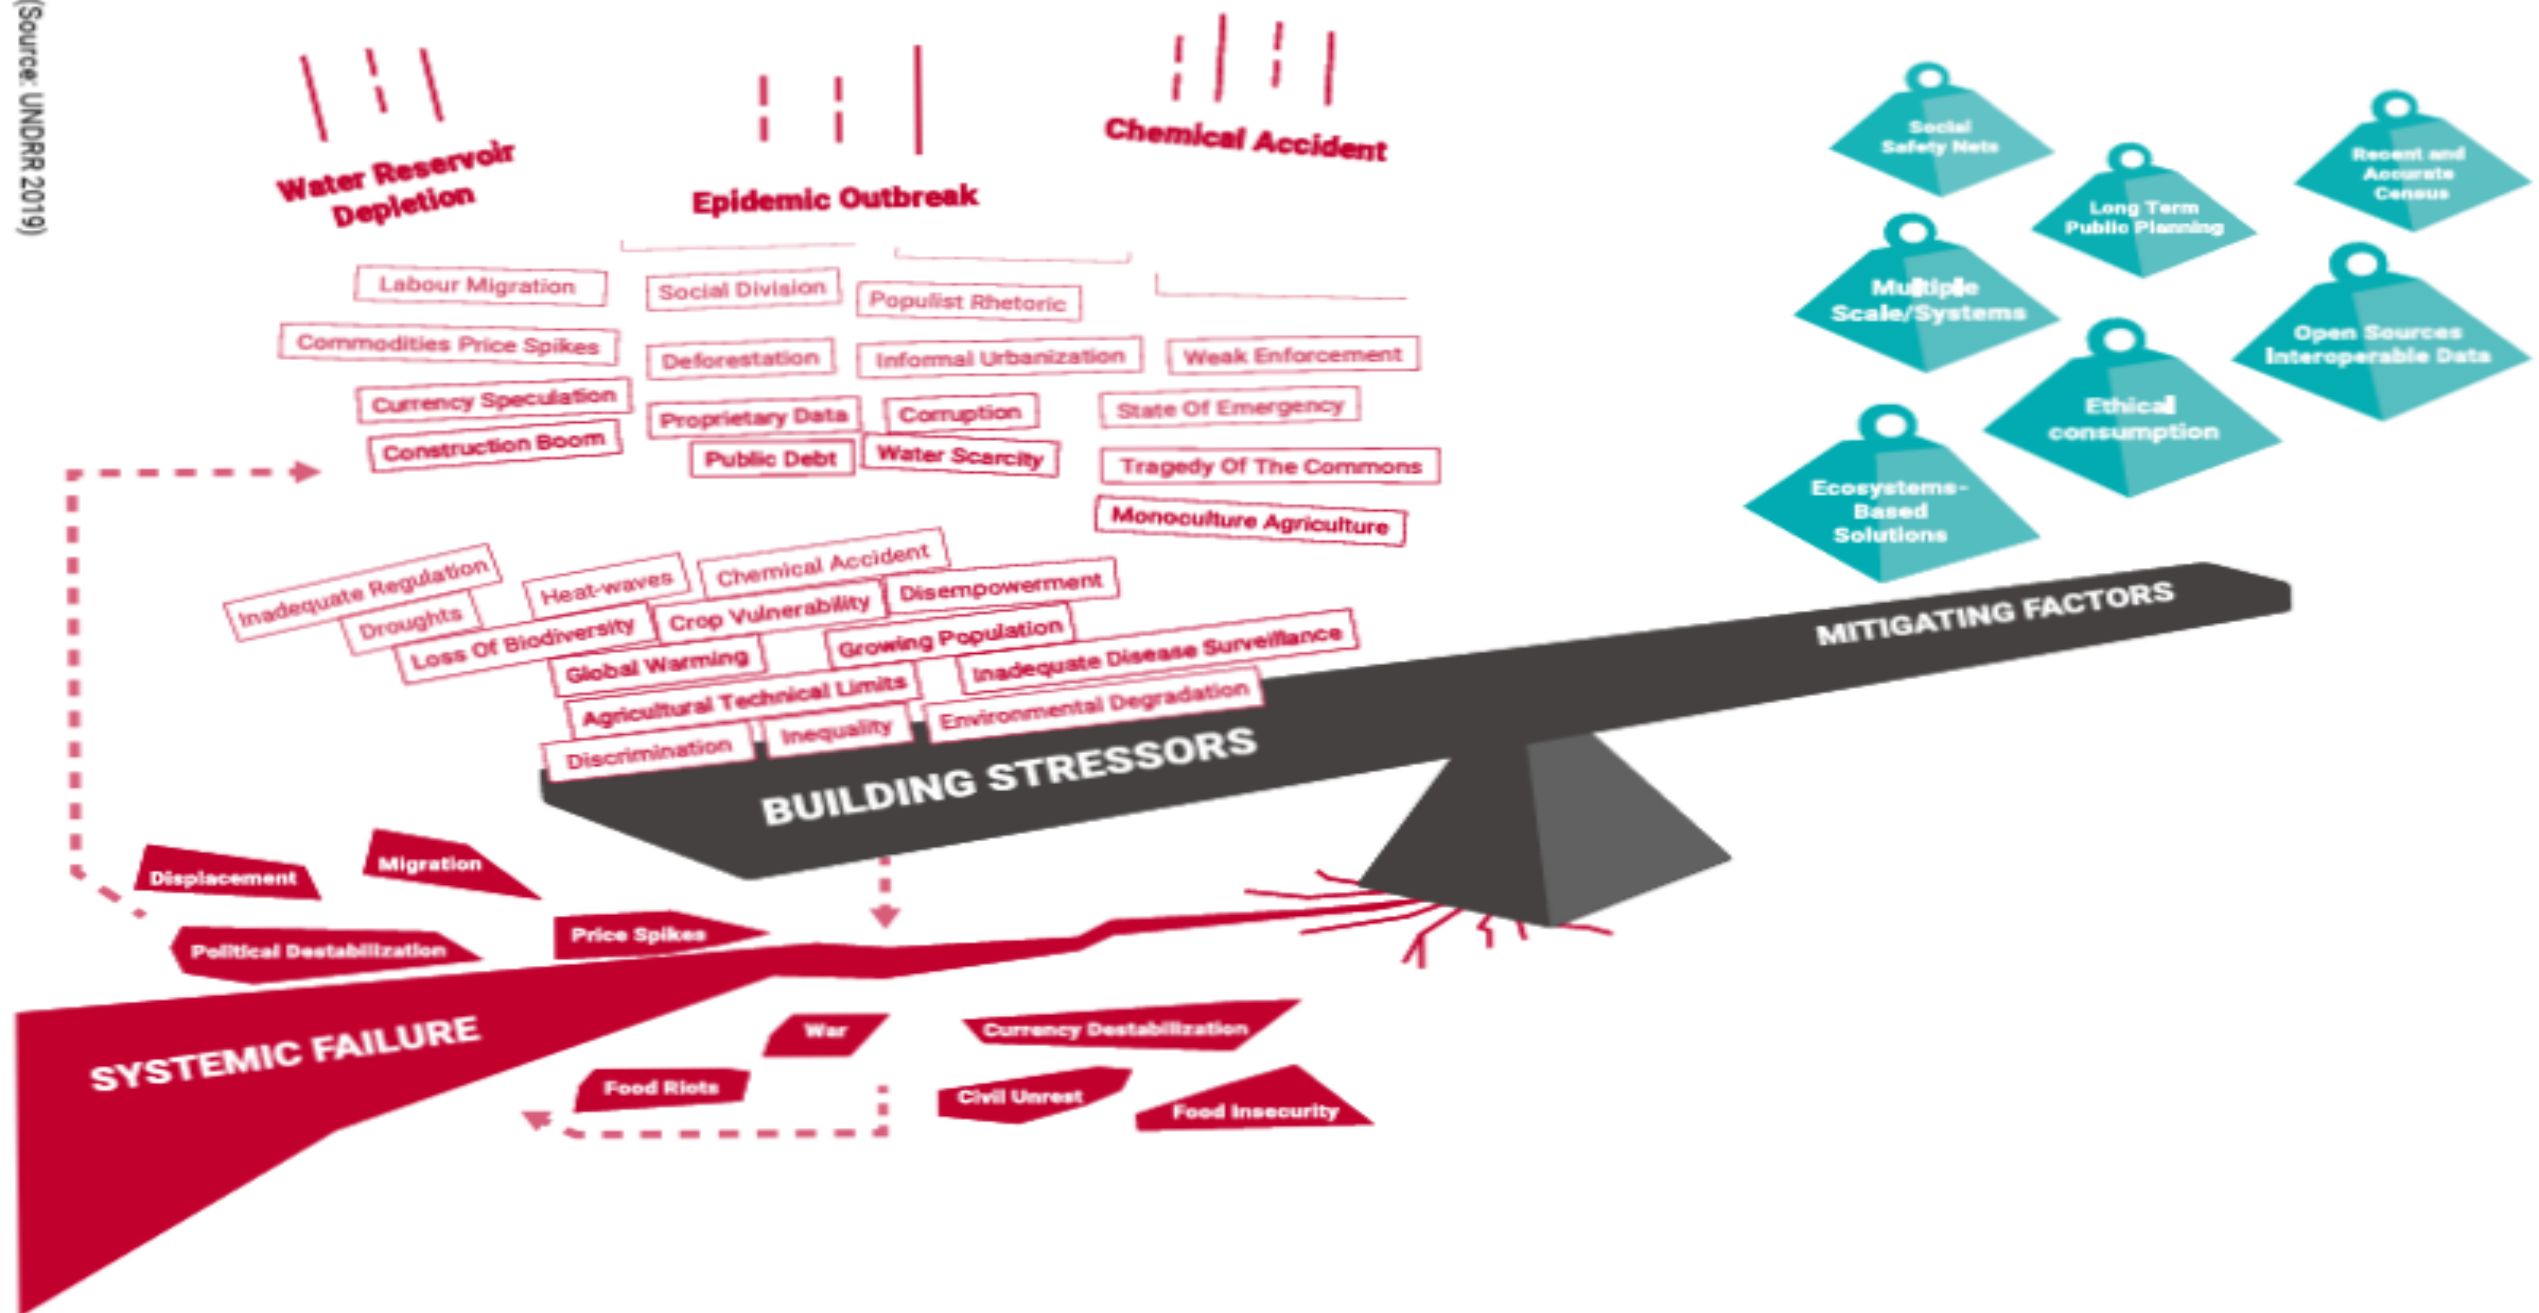 (Source: UNDRR 2019)
Water Reservoir
Depletion
Epidemic Outbreak
Chemical Accident
Labour Migration
Social Division
Populist Rhetoric
Commodities Price Spikes
Deforestation
Informal Urbanization
Weak Enforcement
Currency Speculation
Proprietary Data
Corruption
State Of Emergency
Construction Boom
Public Debt
Water Scarcity
Tragedy Of The Commons
Monoculture Agriculture
Inadequate Regulation
Heat-waves
Chemical Accident
Disempowerment
Droughts
Loss Of Biodiversity
Crop Vulnerability
Growing Population
Global Warming
Inadequate Disease Surveillance
Agricultural Technical Limits
Environmental Degradation
Discrimination
Inequality
BUILDING STRESSORS
MITIGATING FACTORS
Social
Safety Nets
Long Term
Public Planning
Recent and
Accurate
Census
Multiple
Scale/Systems
Open Sources
Interoperable Data
Ethical
consumption
Ecosystems-
Based
Solutions
Displacement
Migration
Political Destabilization
Price Spikes
SYSTEMIC FAILURE
War
Currency Destabilization
Food Riots
Civil Unrest
Food Insecurity